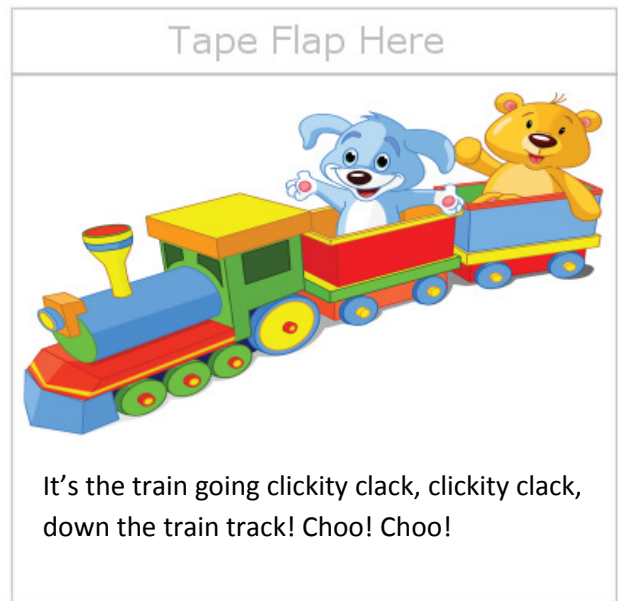 Tape Flap Here
It’s the train going clickity clack, clickity clack,
down the train track! Choo! Choo!